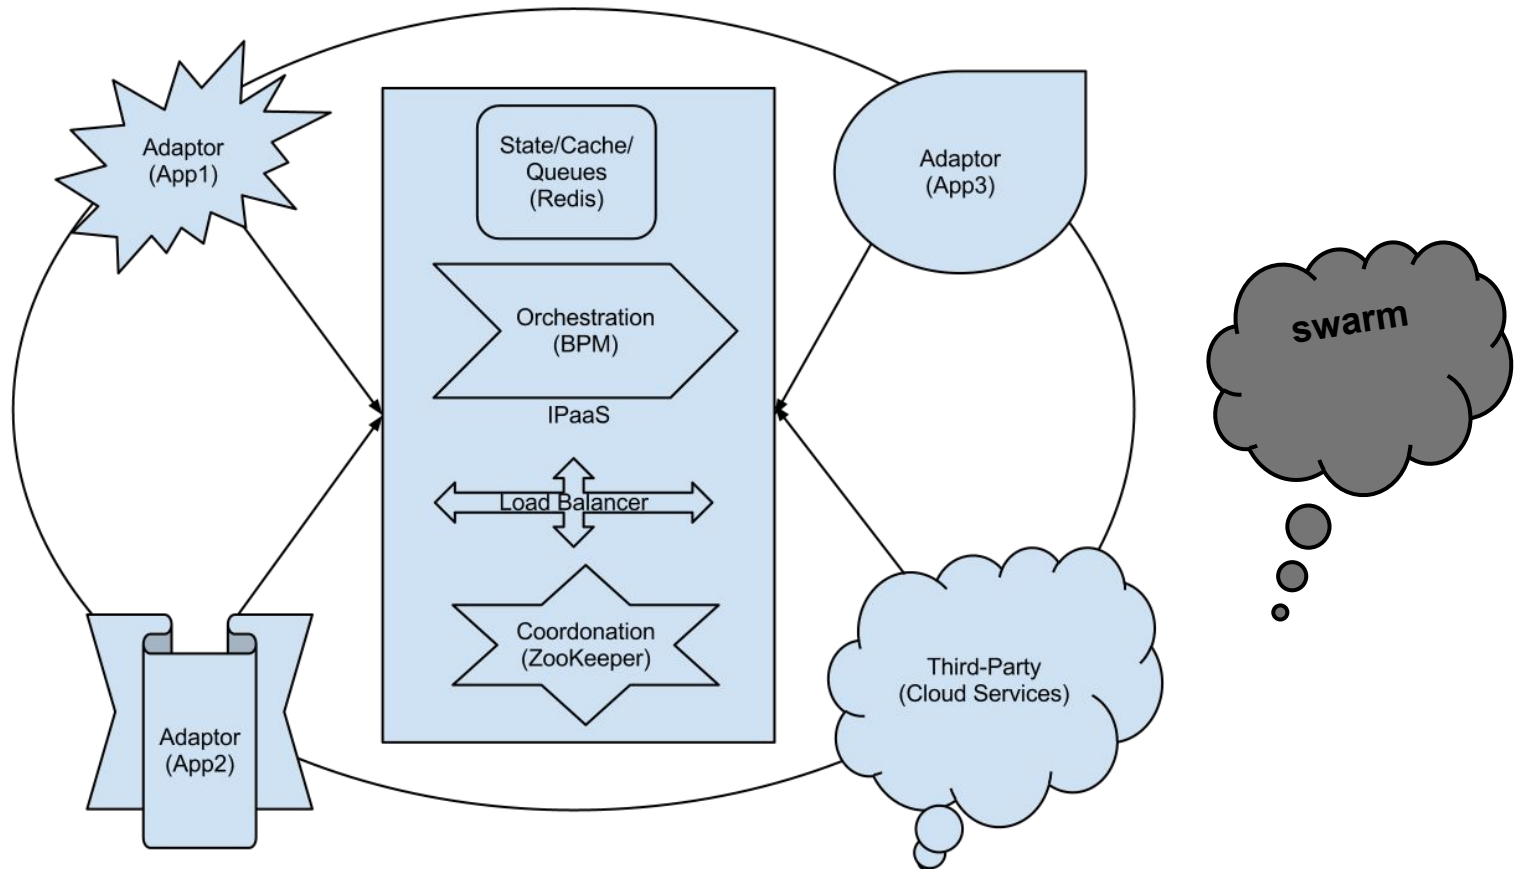 Adaptor
(App1)
State/Cache/
Queues
(Redis)
Adaptor
(App3)
Orchestration
(BPM)
IPaaS
swarm
Load Balancer
Coordonation
(ZooKeeper)
Adaptor
(App2)
Third-Party
(Cloud Services)